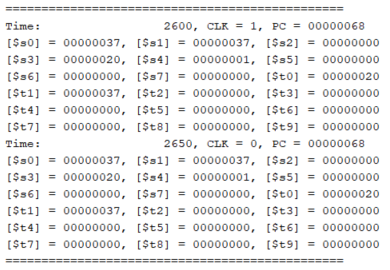 ===============================================
Time:                 2600, CLK = 1, PC = 00000068
[$s0] = 00000037, [$s1] = 00000037, [$s2] = 00000000
[$s3] = 00000020, [$s4] = 00000001, [$s5] = 00000000
[$s6] = 00000000, [$s7] = 00000000, [$t0] = 00000020
[$t1] = 00000037, [$t2] = 00000000, [$t3] = 00000000
[$t4] = 00000000, [$t5] = 00000000, [$t6] = 00000000
[$t7] = 00000000, [$t8] = 00000000, [$t9] = 00000000
Time:                 2650, CLK = 0, PC = 00000068
[$s0] = 00000037, [$s1] = 00000037, [$s2] = 00000000
[$s3] = 00000020, [$s4] = 00000001, [$s5] = 00000000
[$s6] = 00000000, [$s7] = 00000000, [$t0] = 00000020
[$t1] = 00000037, [$t2] = 00000000, [$t3] = 00000000
[$t4] = 00000000, [$t5] = 00000000, [$t6] = 00000000
[$t7] = 00000000, [$t8] = 00000000, [$t9] = 00000000
===============================================